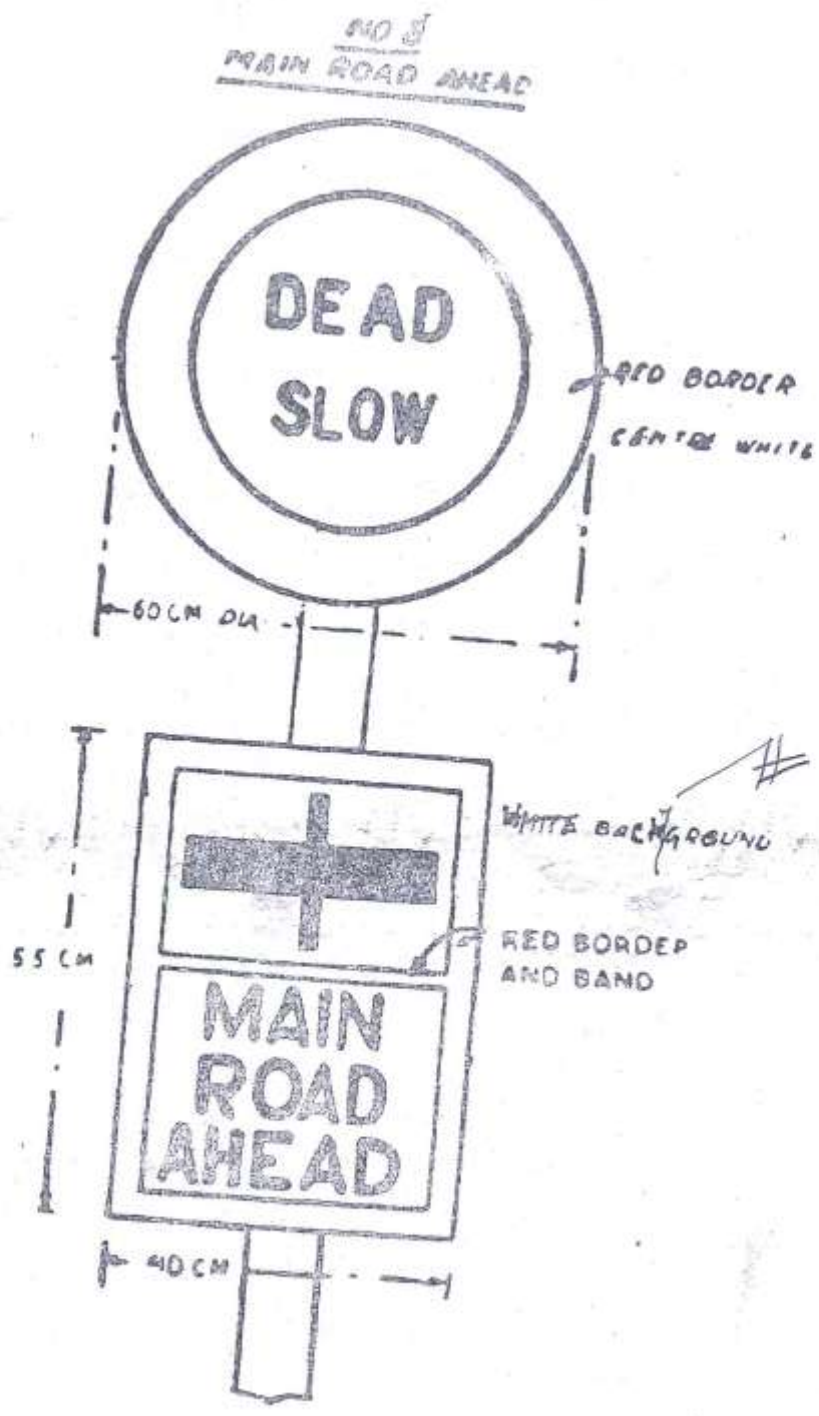 NO 8
MAIN ROAD AHEAD
DEAD
SLOW
RED BORDER
CENTRE WHITE
60 CM DIA
WHITE BACKGROUND
55 CM
RED BORDER
AND BAND
MAIN
ROAD
AHEAD
40 CM